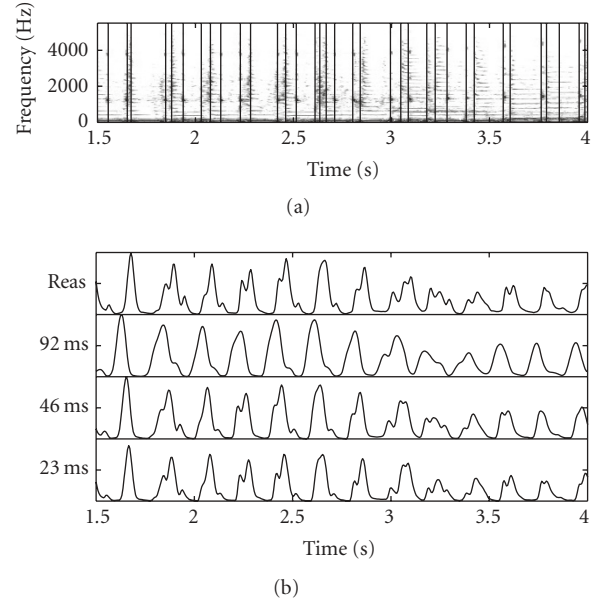 Frequency (Hz)
4000
2000
0
1.5 2 2.5 3 3.5 4
Time (s)
(a)
Reas
92 ms
46 ms
23 ms
1.5 2 2.5 3 3.5 4
Time (s)
(b)